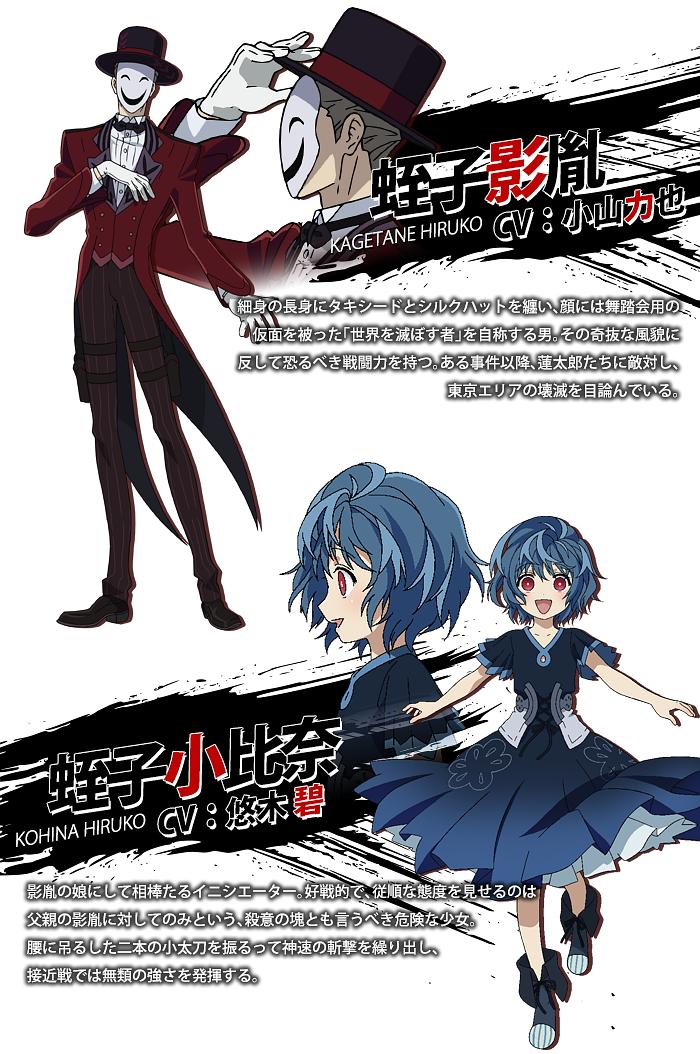 蛭子影胤
KAGETANE HIRUKO CV：小山力也
細身の長身にタキシードとシルクハットを纏い、顔には舞踏会用の
仮面を被った「世界を滅ぼす者」を自称する男。その奇抜な風貌に
反して恐るべき戦闘力を持つ。ある事件以降、蓮太郎たちに敵対し、
東京エリアの壊滅を目論んでいる。
蛭子小比奈
KOHINA HIRUKO CV：悠木碧
影胤の娘にして相棒たるイニシエーター。好戦的で、従順な態度を見せるのは
父親の影胤に対してのみという、殺意の塊とも言うべき危険な少女。
腰に吊るした二本の小太刀を振るって神速の斬撃を繰り出し、
接近戦では無類の強さを発揮する。